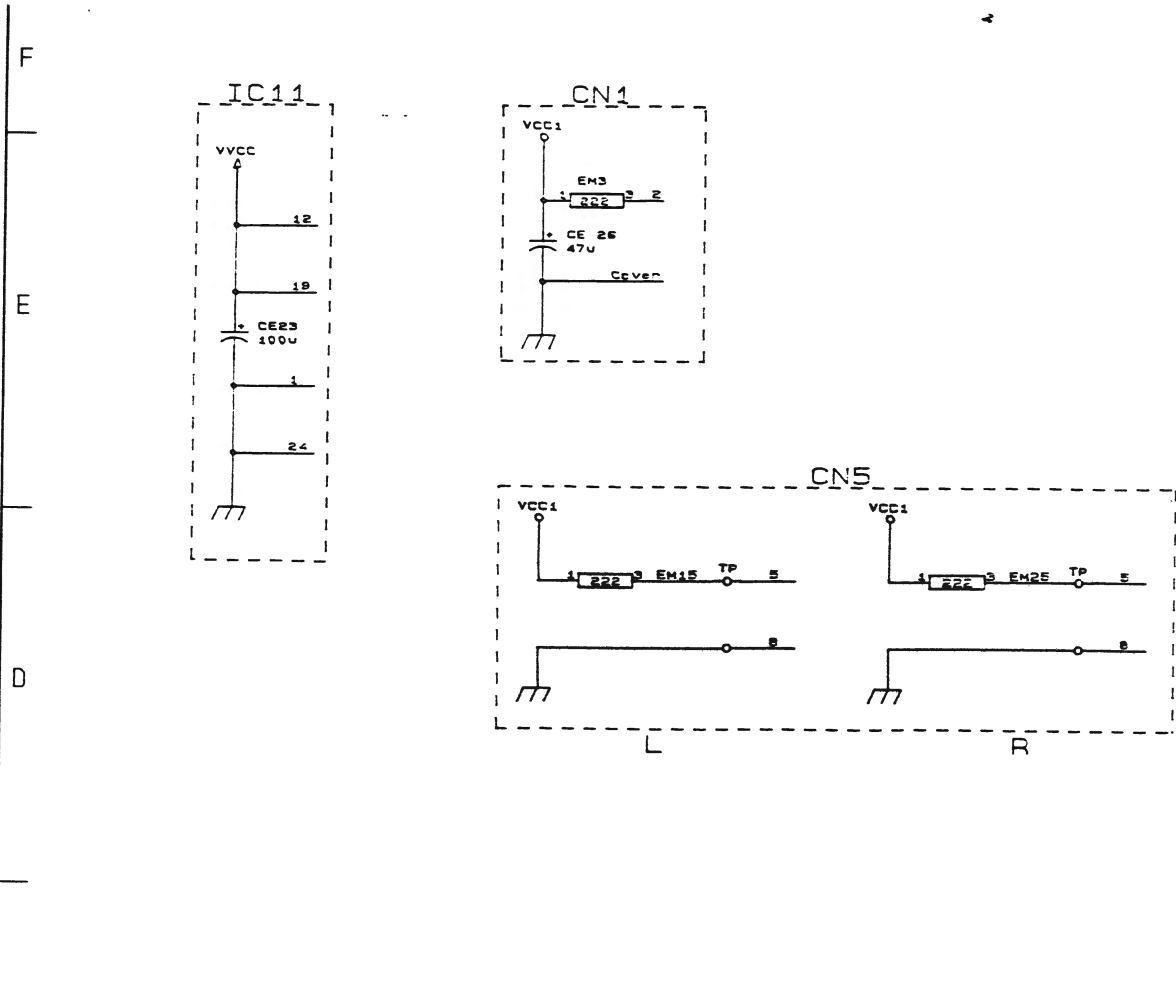 F
IC11
CN1
VCC1
VVCC
EM3
1 222 3 2
12
+ CE 26
47u
Cover
19
E
+ CE23
100u
1
24
CN5
VCC1 VCC1
1 222 3 EM15 TP 5 1 222 3 EM25 TP 5
8 8
D
L R